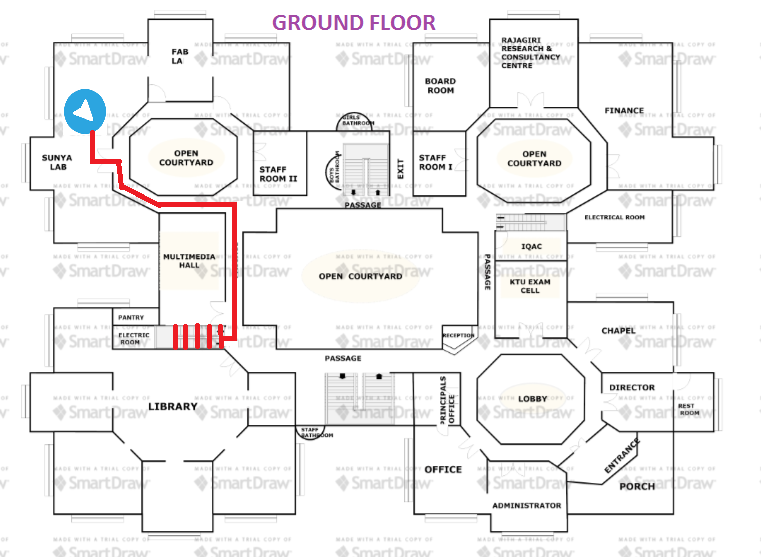 GROUND FLOOR
FAB
LA
RAJAGIRI
RESEARCH &
CONSULTANCY
CENTRE
BOARD
ROOM
FINANCE
GIRLS
BATHROOM
SUNYA
LAB
OPEN
COURTYARD
STAFF
ROOM II
BOYS
BATHROOM
EXIT
STAFF
ROOM I
OPEN
COURTYARD
PASSAGE
ELECTRICAL ROOM
MULTIMEDIA
HALL
OPEN COURTYARD
PASSAGE
IQAC
KTU EXAM
CELL
PANTRY
ELECTRIC
ROOM
RECEPTION
CHAPEL
PASSAGE
LIBRARY
PRINCIPALS
OFFICE
LOBBY
DIRECTOR
REST
ROOM
STAFF
BATHROOM
OFFICE
ENTRANCE
PORCH
ADMINISTRATOR
MADE WITH A TRIAL COPY OF
SmartDraw